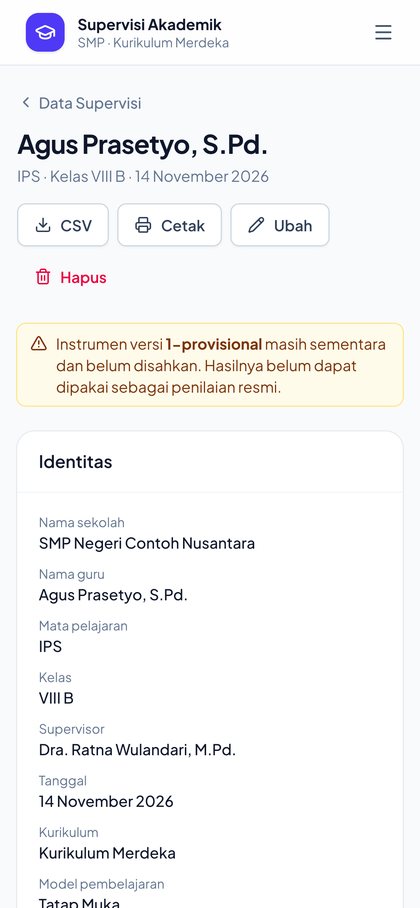 Supervisi Akademik
SMP · Kurikulum Merdeka
Data Supervisi
Agus Prasetyo, S.Pd.
IPS · Kelas VIII B · 14 November 2026
CSV
Cetak
Ubah
Hapus
Instrumen versi 1-provisional masih sementara
dan belum disahkan. Hasilnya belum dapat
dipakai sebagai penilaian resmi.
Identitas
Nama sekolah
SMP Negeri Contoh Nusantara
Nama guru
Agus Prasetyo, S.Pd.
Mata pelajaran
IPS
Kelas
VIII B
Supervisor
Dra. Ratna Wulandari, M.Pd.
Tanggal
14 November 2026
Kurikulum
Kurikulum Merdeka
Model pembelajaran
Tatap Muka